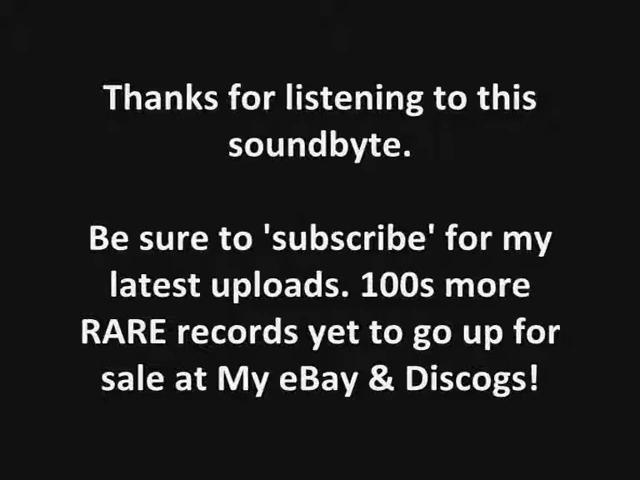 Thanks for listening to this
soundbyte.
Be sure to 'subscribe' for my
latest uploads. 100s more
RARE records yet to go up for
sale at My eBay & Discogs!